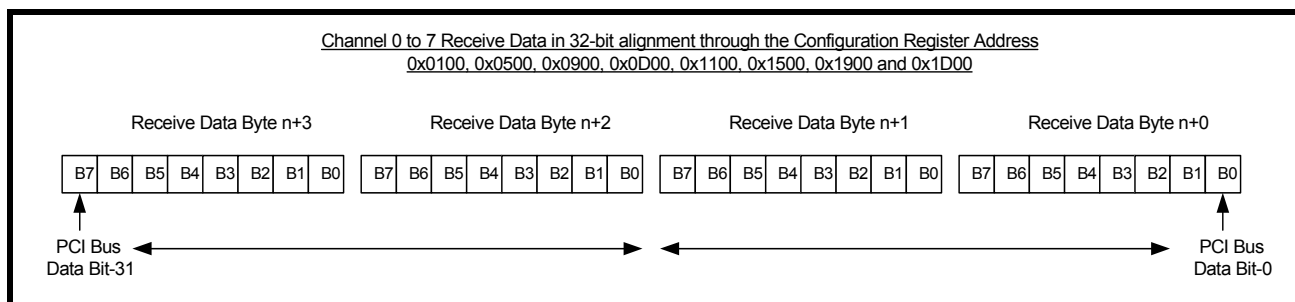 Channel 0 to 7 Receive Data in 32-bit alignment through the Configuration Register Address
0x0100, 0x0500, 0x0900, 0x0D00, 0x1100, 0x1500, 0x1900 and 0x1D00
Receive Data Byte n+3 Receive Data Byte n+2 Receive Data Byte n+1 Receive Data Byte n+0
B7 B6 B5 B4 B3 B2 B1 B0 B7 B6 B5 B4 B3 B2 B1 B0 B7 B6 B5 B4 B3 B2 B1 B0 B7 B6 B5 B4 B3 B2 B1 B0
PCI Bus PCI Bus
Data Bit-31 Data Bit-0